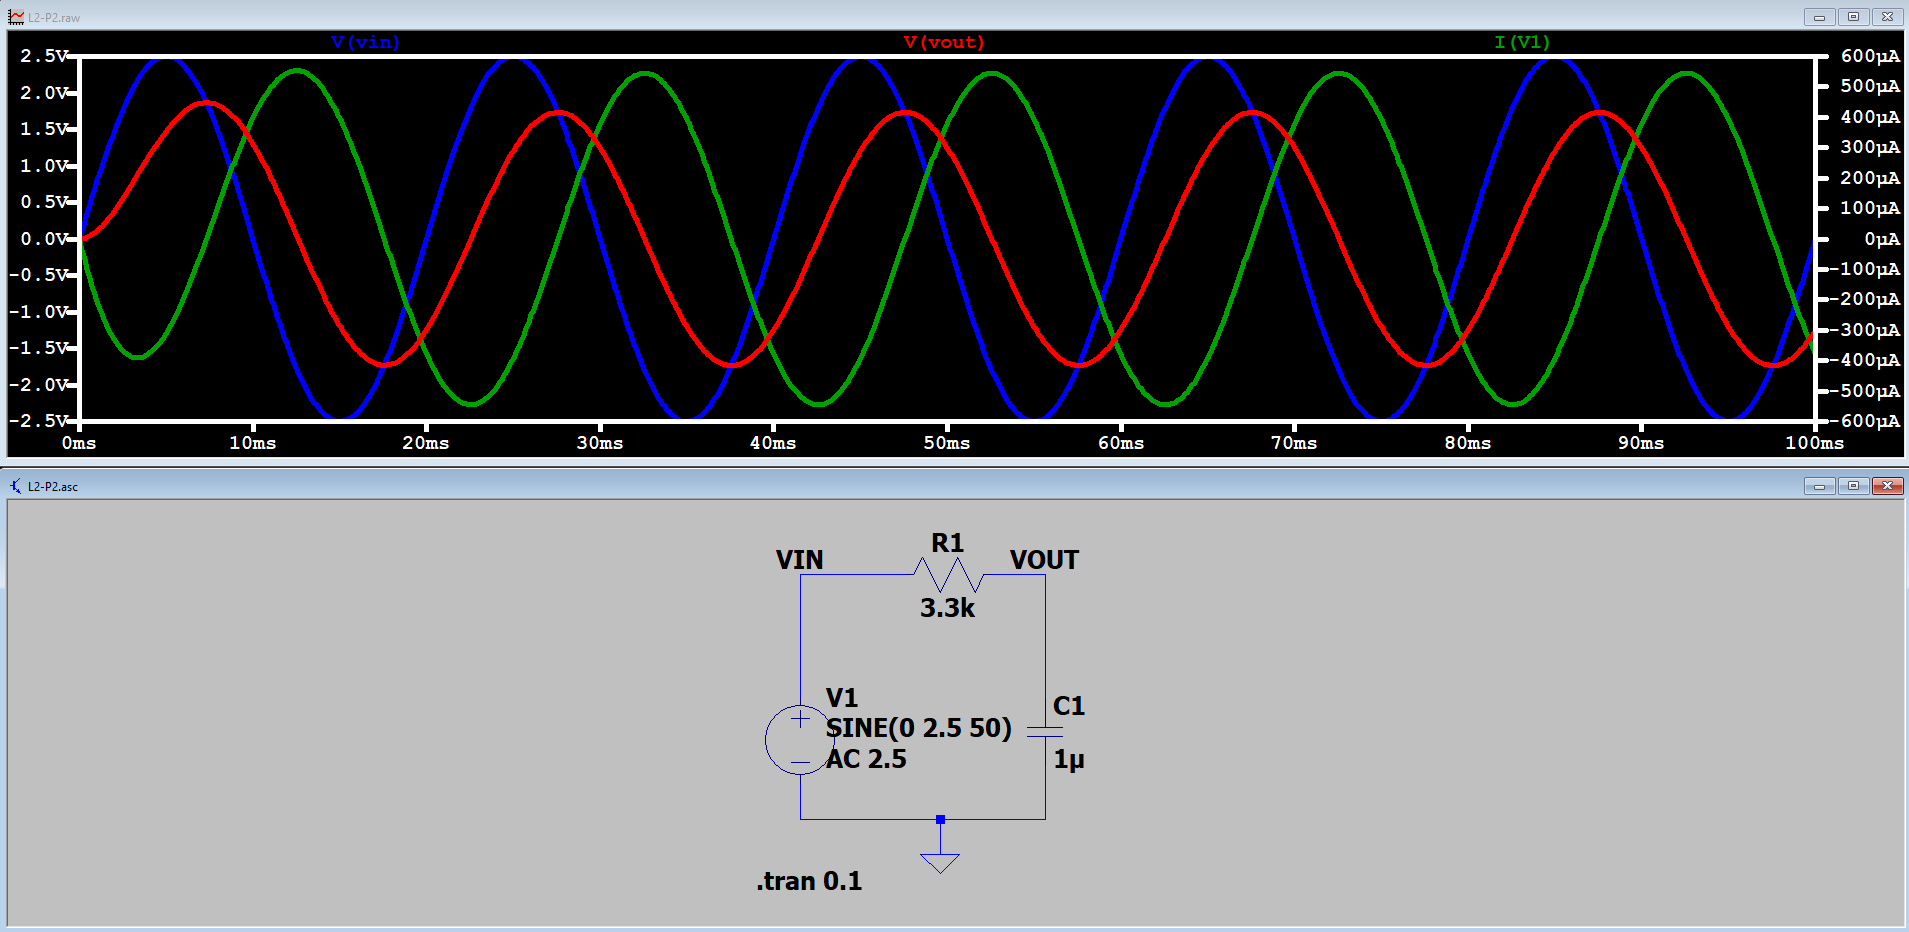 L2-P2.raw
V(vin) V(vout) I(V1)
2.5V 600µA
2.0V 500µA
1.5V 400µA
1.0V 300µA
0.5V 200µA
100µA
0.0V 0µA
-0.5V -100µA
-1.0V -200µA
-1.5V -300µA
-2.0V -400µA
-500µA
-2.5V -600µA
0ms 10ms 20ms 30ms 40ms 50ms 60ms 70ms 80ms 90ms 100ms
L2-P2.asc
R1
VIN VOUT
3.3k
V1 C1
SINE(0 2.5 50)
AC 2.5 1µ
.tran 0.1